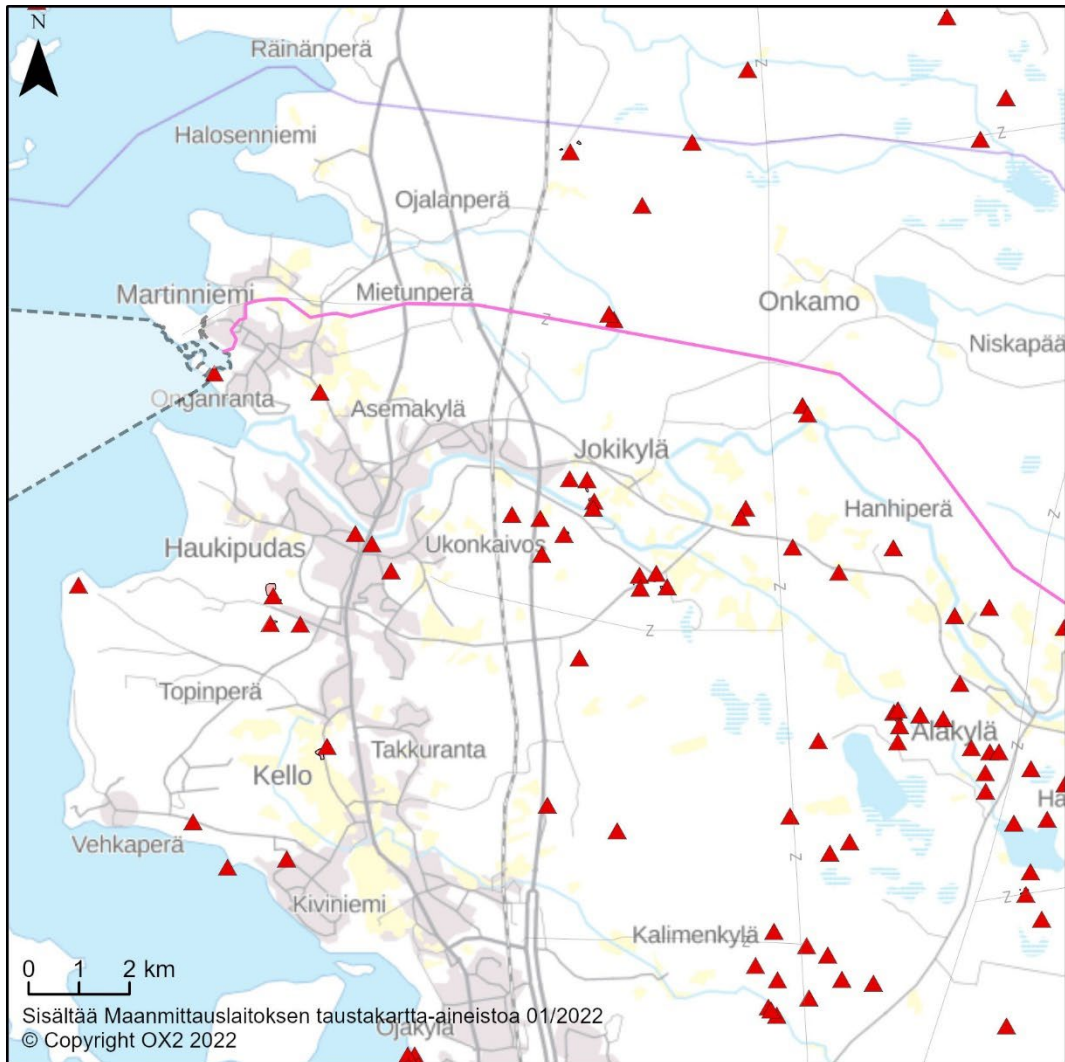 N
Räinänperä
Halosenniemi
Ojalanperä
Martinniemi
Mietunperä
Onkamo
Niskapää
Onganranta
Asemakylä
Jokikylä
Hanhiperä
Haukipudas
Ukonkaivos
Topinperä
Takkuranta
Alakylä
Kello
Ha
Vehkaperä
Kiviniemi
Kalimenkylä
0 1 2 km
Sisältää Maanmittauslaitoksen taustakartta-aineistoa 01/2022
Ojakylä
© Copyright OX2 2022